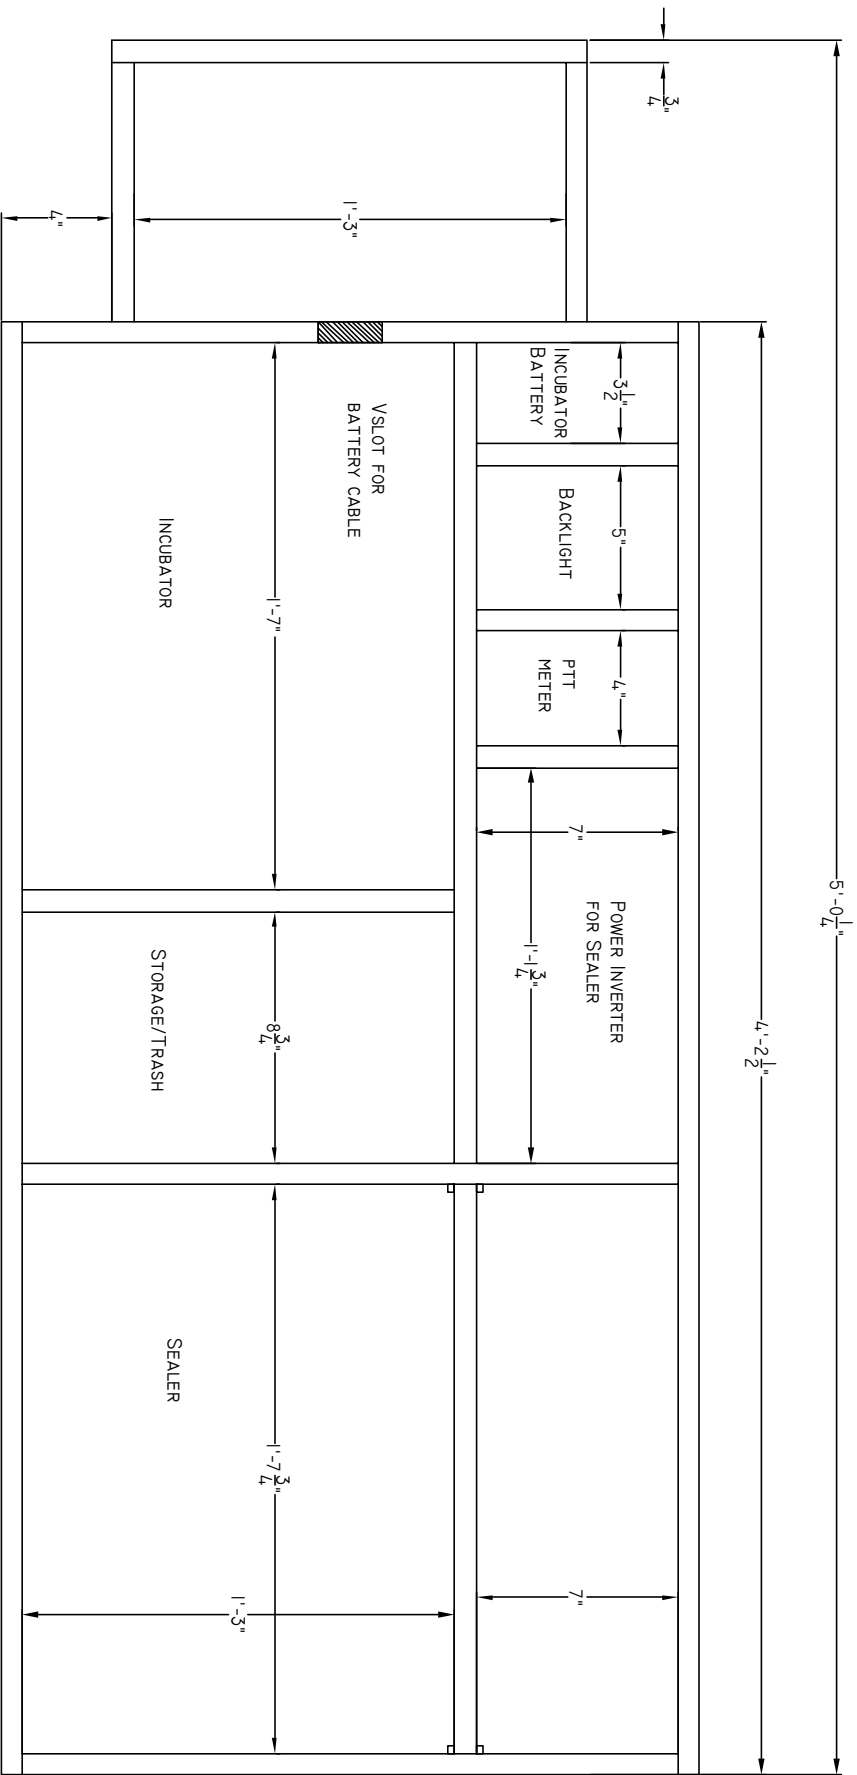 5'-0 1/4"
4'-2 1/2"
3/4"
3 1/2"
5"
4"
7"
7"
INCUBATOR
BATTERY
BACKLIGHT
PTT
METER
POWER INVERTER
FOR SEALER
1'-1 3/4"
1'-3"
4"
VSLOT FOR
BATTERY CABLE
1'-7"
8 3/4"
1'-7 3/4"
1'-3"
INCUBATOR
STORAGE/TRASH
SEALER